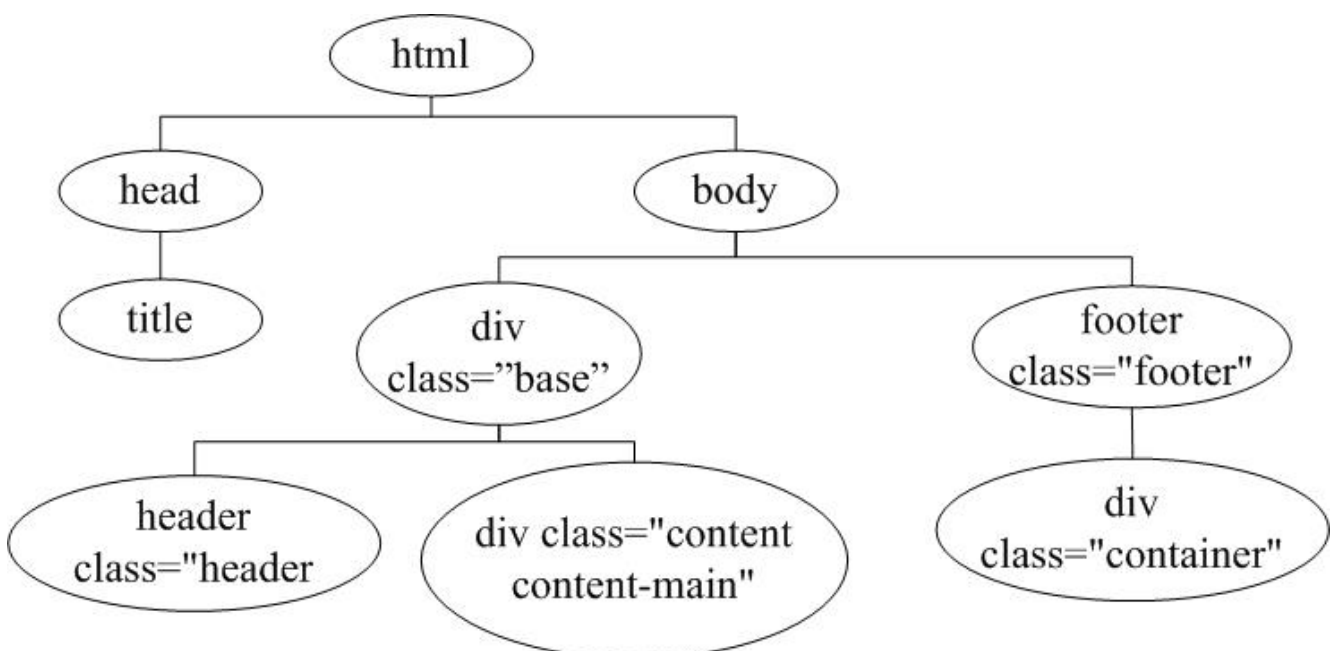 html
head
body
title
div
class=”base”
footer
class="footer"
header
class="header
div class="content
content-main"
div
class="container"